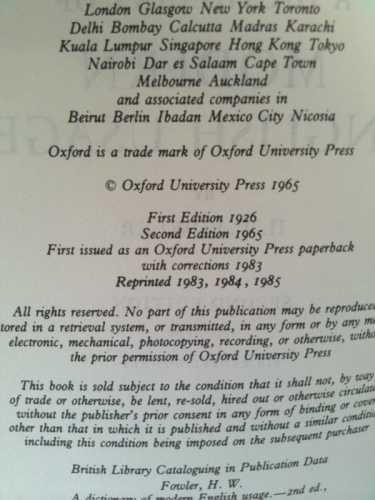 London Glasgow New York Toronto
Delhi Bombay Calcutta Madras Karachi
Kuala Lumpur Singapore Hong Kong Tokyo
Nairobi Dar es Salaam Cape Town
Melbourne Auckland
and associated companies in
Beirut Berlin Ibadan Mexico City Nicosia
Oxford is a trade mark of Oxford University Press
© Oxford University Press 1965
First Edition 1926
Second Edition 1965
First issued as an Oxford University Press paperback
with corrections 1983
Reprinted 1983, 1984, 1985
All rights reserved. No part of this publication may be reproduced
tored in a retrieval system, or transmitted, in any form or by any
electronic, mechanical, photocopying, recording, or otherwise,
the prior permission of Oxford University Press
This book is sold subject to the condition that it shall not, by way
of trade or otherwise, be lent, re-sold, hired out or otherwise
without the publisher's prior consent in any form of binding or
other than that in which it is published and without a similar
including this condition being imposed on the subsequent purchaser
British Library Cataloguing in Publication Data
Fowler, H. W.
A dictionary of modern English usage.—2nd ed.,